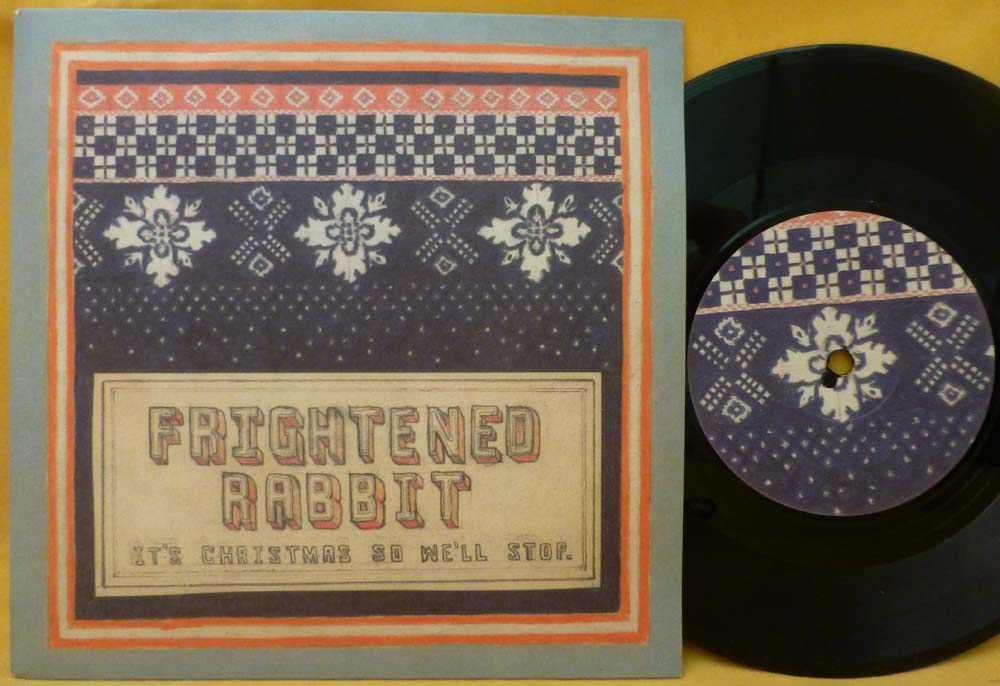 FRIGHTENED
RABBIT
IT'S CHRISTMAS SO WE'LL STOP.